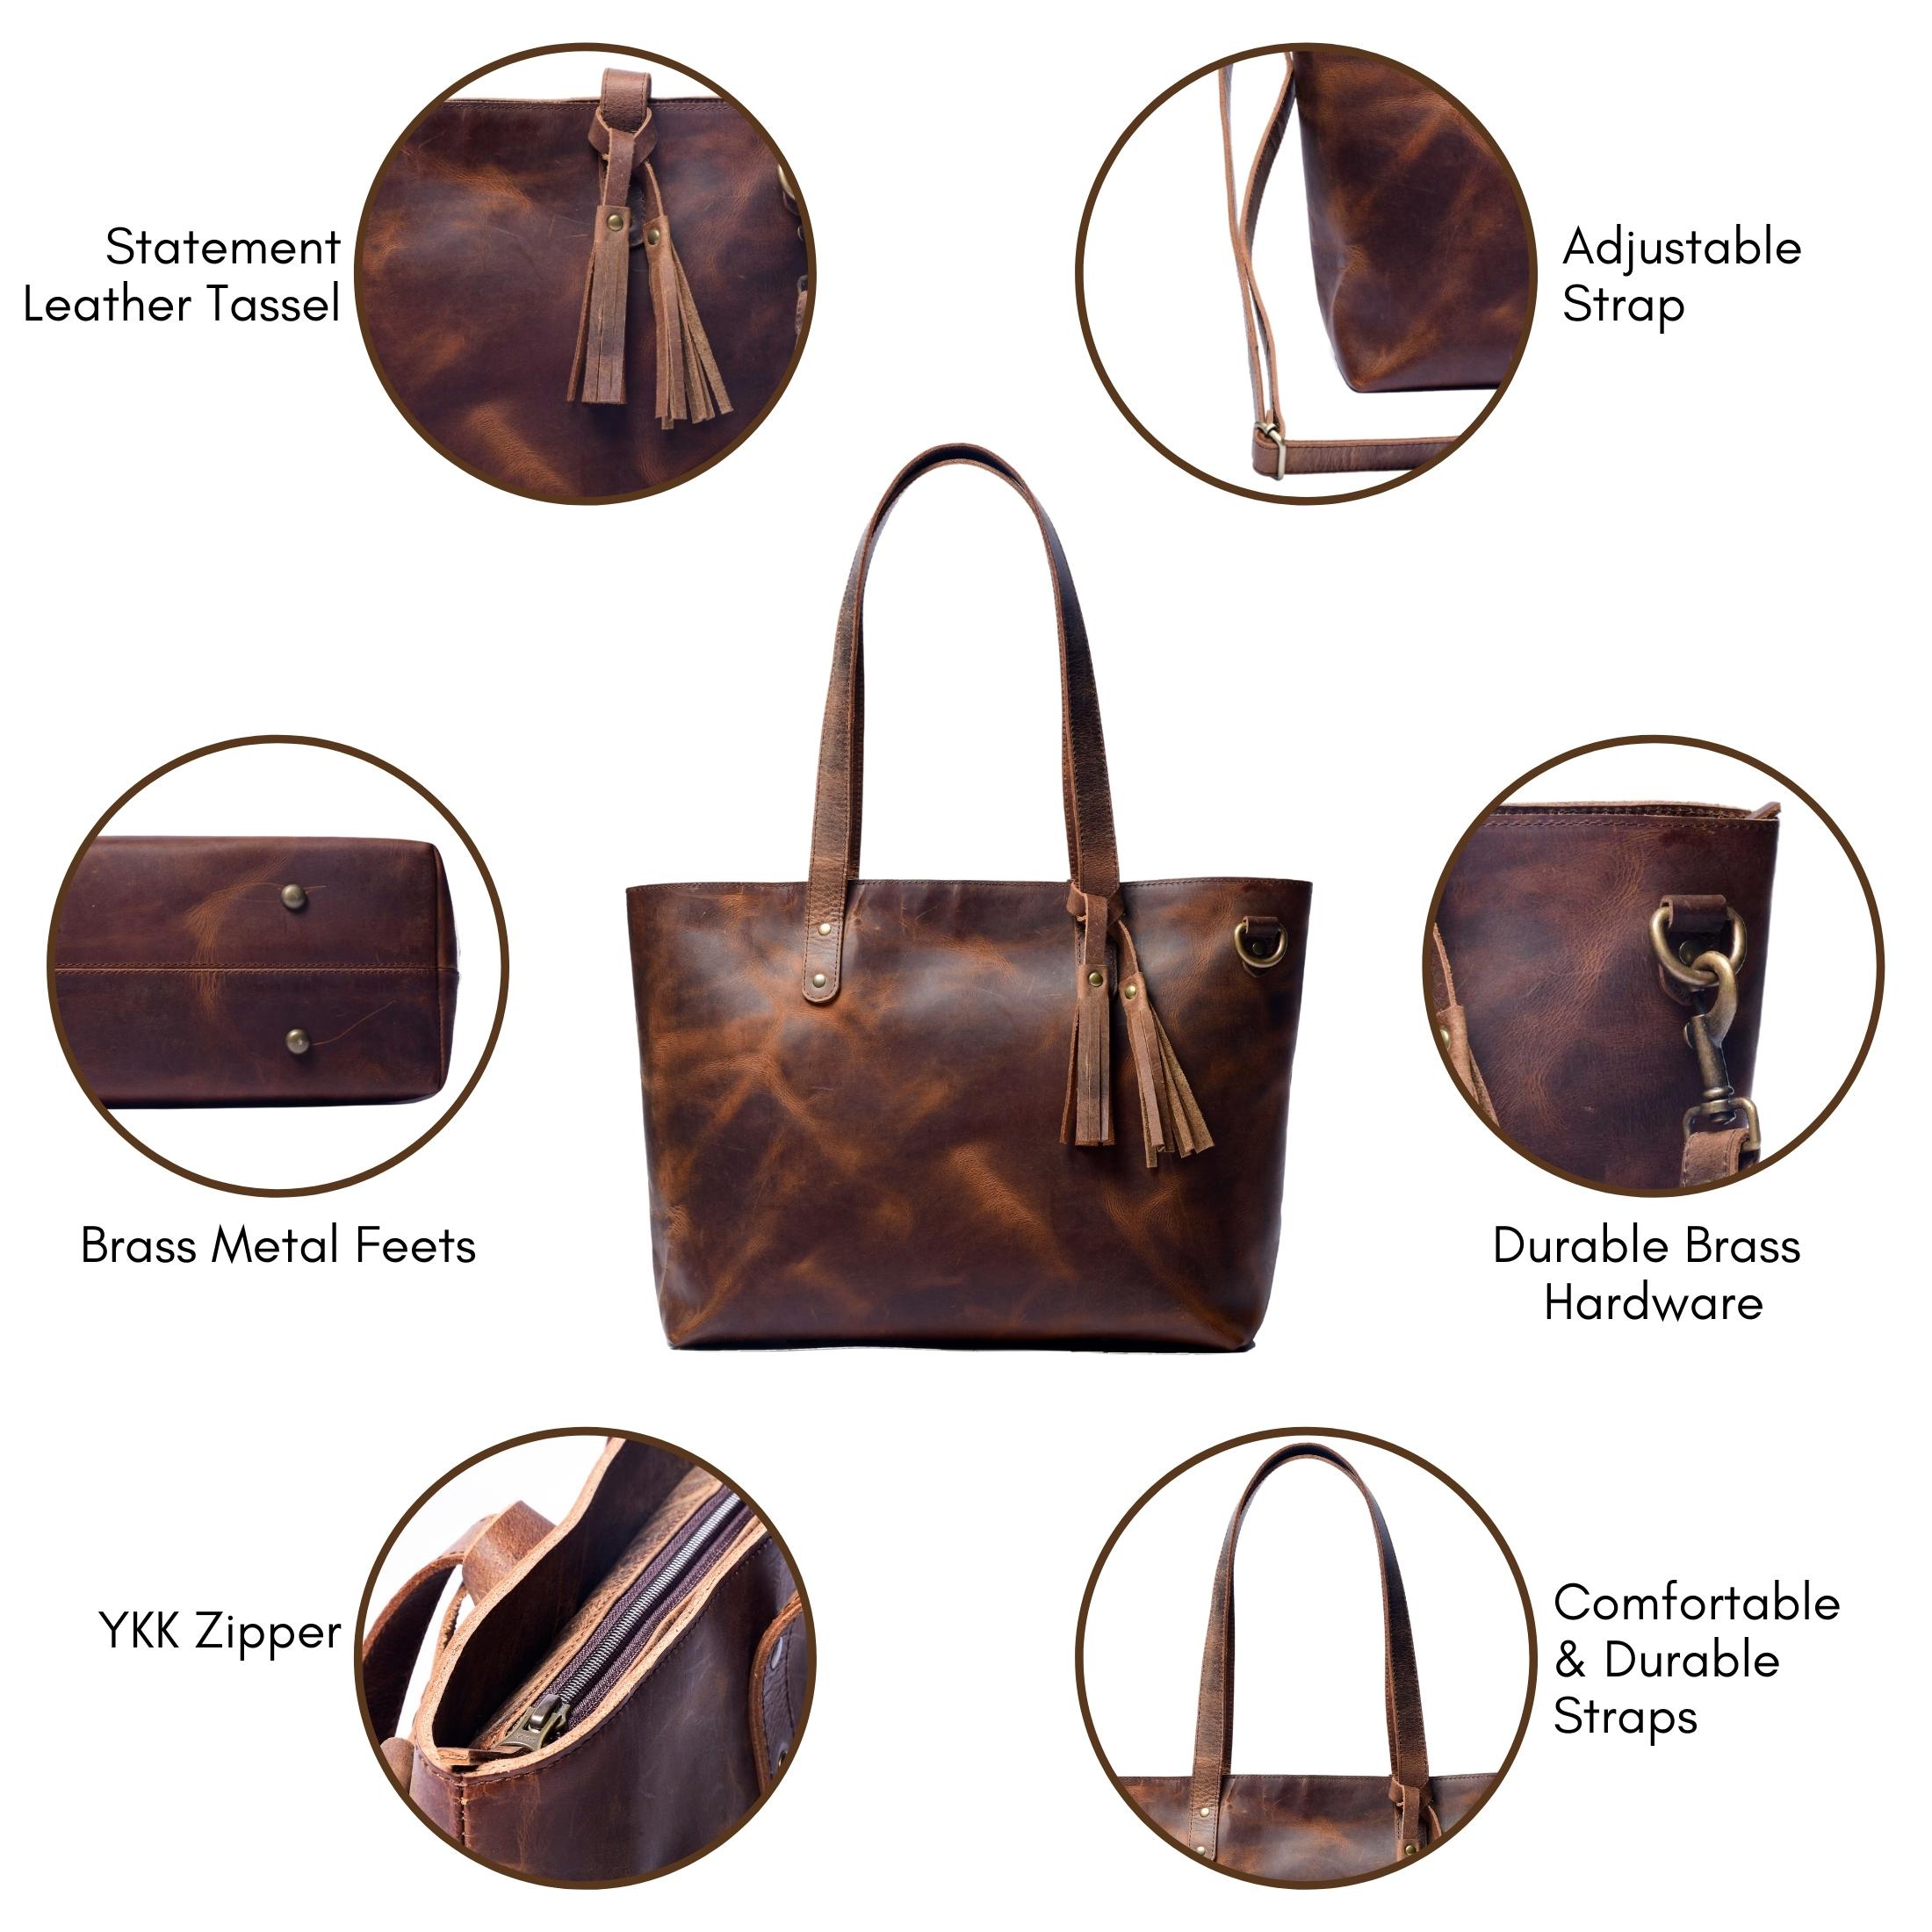 Statement
Leather Tassel
Adjustable
Strap
Brass Metal Feets
Durable Brass
Hardware
YKK Zipper
Comfortable
& Durable
Straps